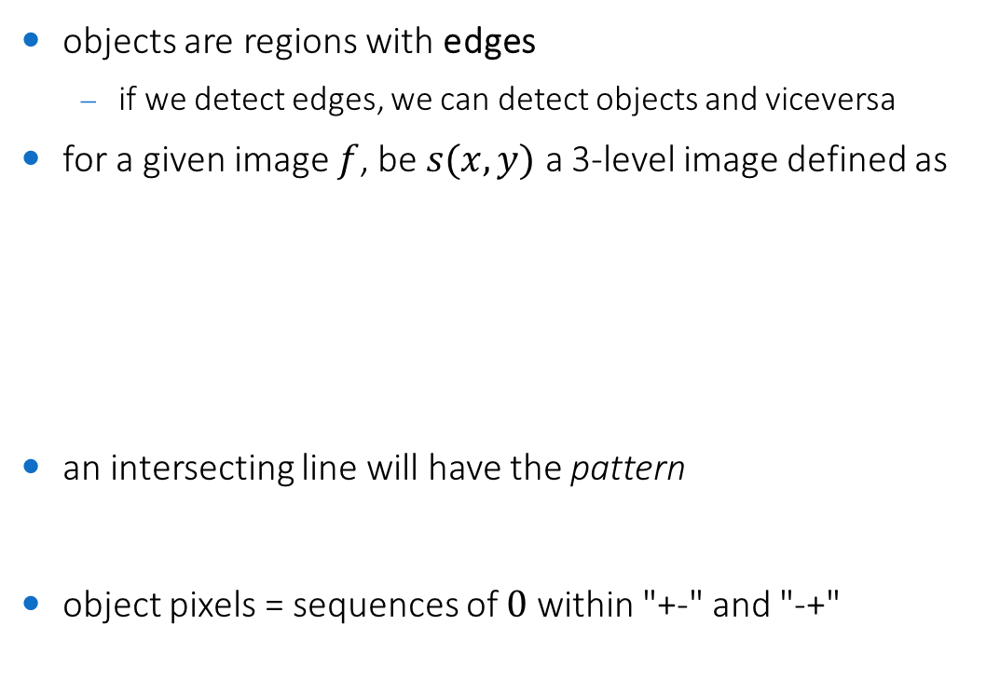 • objects are regions with edges
– if we detect edges, we can detect objects and viceversa
• for a given image f, be s(x, y) a 3-level image defined as
• an intersecting line will have the pattern
• object pixels = sequences of 0 within "+-" and "-+"